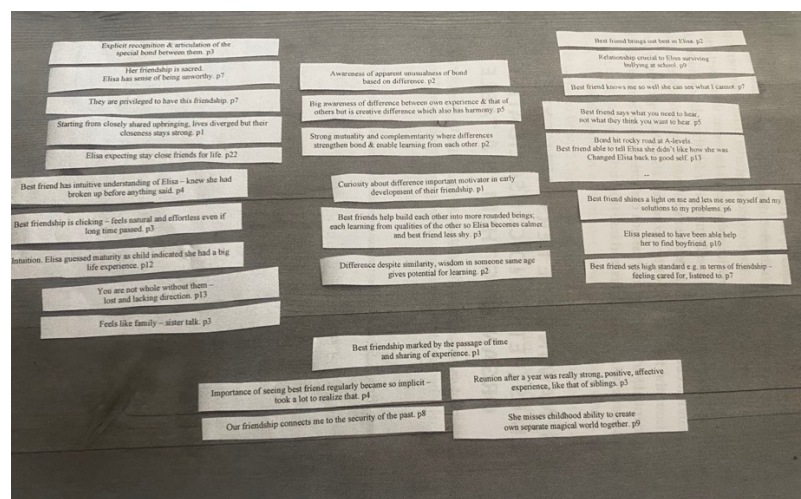 Explicit recognition & articulation of the
special bond between them. p3
Her friendship is sacred.
Elisa has sense of being unworthy. p7
They are privileged to have this friendship. p7
Starting from closely shared upbringing, lives diverged but their
closeness stays strong. p1
Elisa expecting stay close friends for life. p22
Best friend has intuitive understanding of Elisa – knew she had
broken up before anything said. p4
Best friendship is clicking – feels natural and effortless even if
long time passed. p3
Intuition. Elisa guessed maturity as child indicated she had a big
life experience. p12
You are not whole without them –
lost and lacking direction. p13
Feels like family – sister talk. p3
Awareness of apparent unusualness of bond
based on difference. p2
Big awareness of difference between own experience & that of
others but is creative difference which also has harmony. p5
Strong mutuality and complementarity where differences
strengthen bond & enable learning from each other. p2
Curiosity about difference important motivator in early
development of their friendship. p1
Best friends help build each other into more rounded beings;
each learning from qualities of the other so Elisa becomes calmer
and best friend less shy. p3
Difference despite similarity, wisdom in someone same age
gives potential for learning. p2
Best friend brings out best in Elisa. p2
Relationship crucial to Elisa surviving
bullying at school. p9
Best friend knows me so well she can see what I cannot. p7
Best friend says what you need to hear,
not what they think you want to hear. p5
Bond hit rocky road at A-levels.
Best friend able to tell Elisa she didn't like how she was
Changed Elisa back to good self. p13
–
Best friend shines a light on me and lets me see myself and my
solutions to my problems. p6
Elisa pleased to have been able help
her to find boyfriend. p10
Best friend sets high standard e.g. in terms of friendship –
feeling cared for, listened to. p7
Best friendship marked by the passage of time
and sharing of experience. p1
Importance of seeing best friend regularly became so implicit –
took a lot to realize that. p4
Reunion after a year was really strong, positive, affective
experience, like that of siblings. p3
Our friendship connects me to the security of the past. p8
She misses childhood ability to create
own separate magical world together. p9